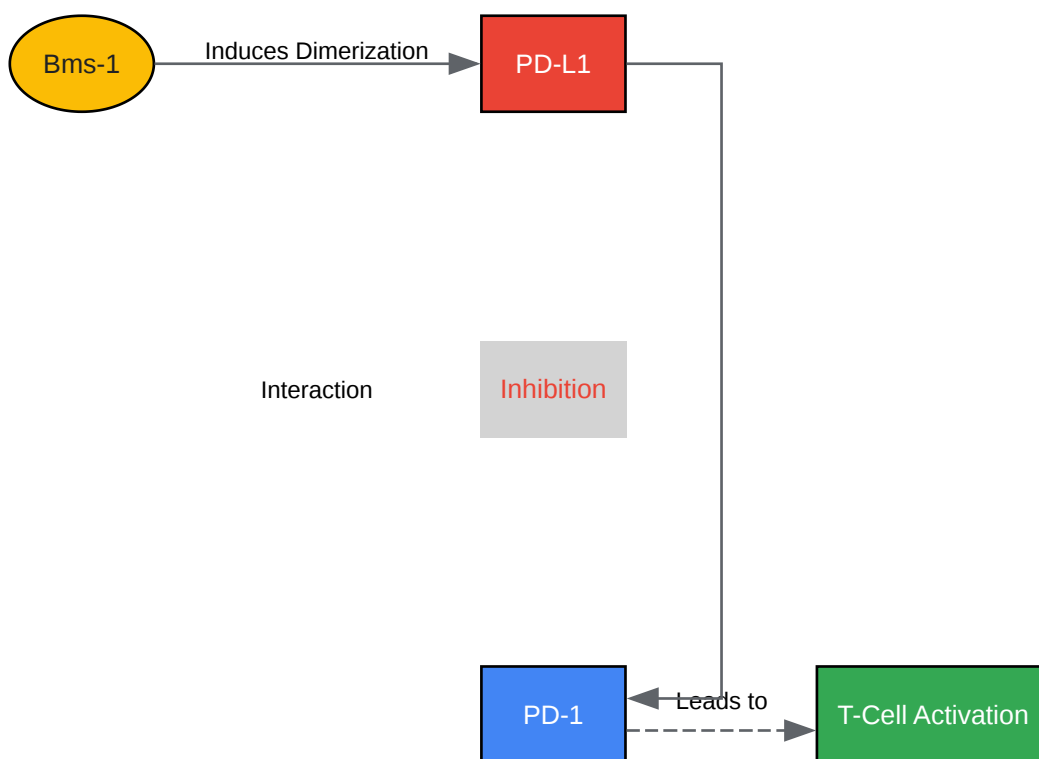 Bms-1
Induces Dimerization
PD-L1
Interaction
Inhibition
PD-1
Leads to
T-Cell Activation